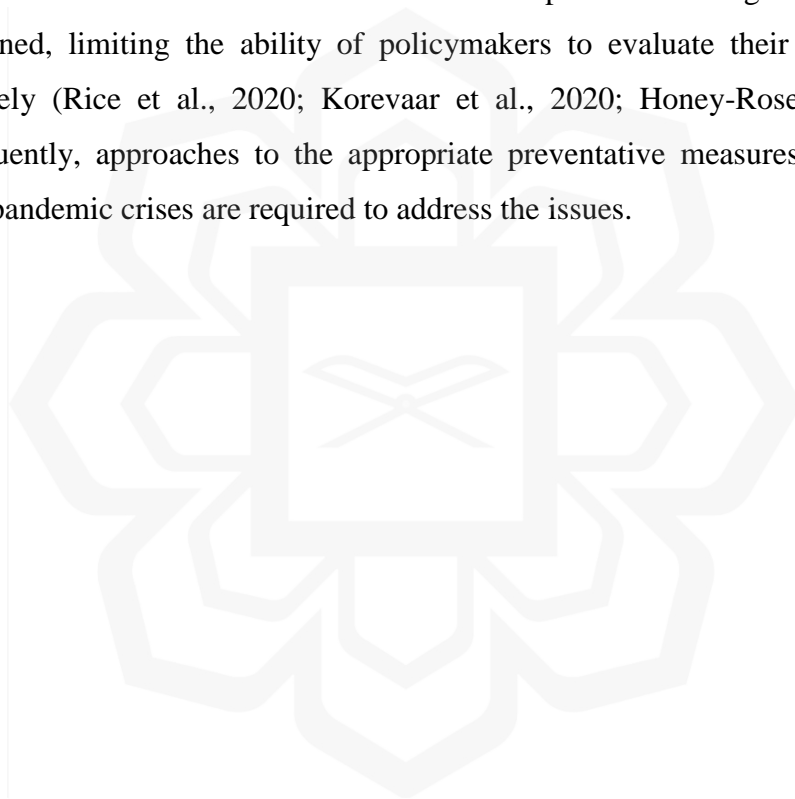 ned, limiting the ability of policymakers to evaluate their
ely (Rice et al., 2020; Korevaar et al., 2020; Honey-Rose
uently, approaches to the appropriate preventative measures
pandemic crises are required to address the issues.